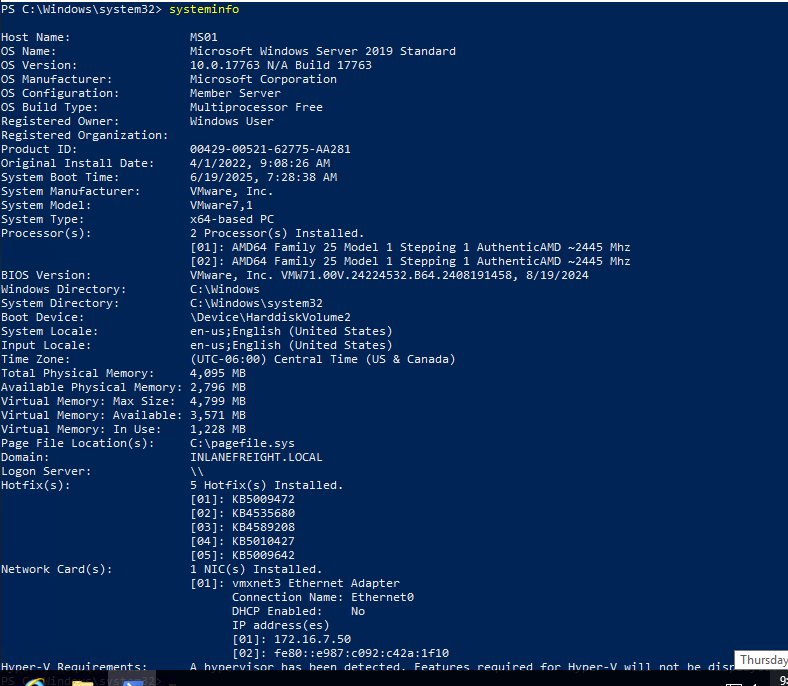 PS C:\Windows\system32> systeminfo
Host Name: MS01
OS Name: Microsoft Windows Server 2019 Standard
OS Version: 10.0.17763 N/A Build 17763
OS Manufacturer: Microsoft Corporation
OS Configuration: Member Server
OS Build Type: Multiprocessor Free
Registered Owner: Windows User
Registered Organization:
Product ID: 00429-00521-62775-AA281
Original Install Date: 4/1/2022, 9:08:26 AM
System Boot Time: 6/19/2025, 7:28:38 AM
System Manufacturer: VMware, Inc.
System Model: VMware7,1
System Type: x64-based PC
Processor(s): 2 Processor(s) Installed.
[01]: AMD64 Family 25 Model 1 Stepping 1 AuthenticAMD ~2445 Mhz
[02]: AMD64 Family 25 Model 1 Stepping 1 AuthenticAMD ~2445 Mhz
BIOS Version: VMware, Inc. VMW71.00V.24224532.B64.2408191458, 8/19/2024
Windows Directory: C:\Windows
System Directory: C:\Windows\system32
Boot Device: \Device\HarddiskVolume2
System Locale: en-us;English (United States)
Input Locale: en-us;English (United States)
Time Zone: (UTC-06:00) Central Time (US & Canada)
Total Physical Memory: 4,095 MB
Available Physical Memory: 2,796 MB
Virtual Memory: Max Size: 4,799 MB
Virtual Memory: Available: 3,571 MB
Virtual Memory: In Use: 1,228 MB
Page File Location(s): C:\pagefile.sys
Domain: INLANEFREIGHT.LOCAL
Logon Server: \\
Hotfix(s): 5 Hotfix(s) Installed.
[01]: KB5009472
[02]: KB4535680
[03]: KB4589208
[04]: KB5010427
[05]: KB5009642
Network Card(s): 1 NIC(s) Installed.
[01]: vmxnet3 Ethernet Adapter
Connection Name: Ethernet0
DHCP Enabled: No
IP address(es)
[01]: 172.16.7.50
[02]: fe80::e987:c092:c42a:1f10
Hyper-V Requirements: A hypervisor has been detected. Features required for Hyper-V will not be
Thursday
PS C:\Windows\system32>